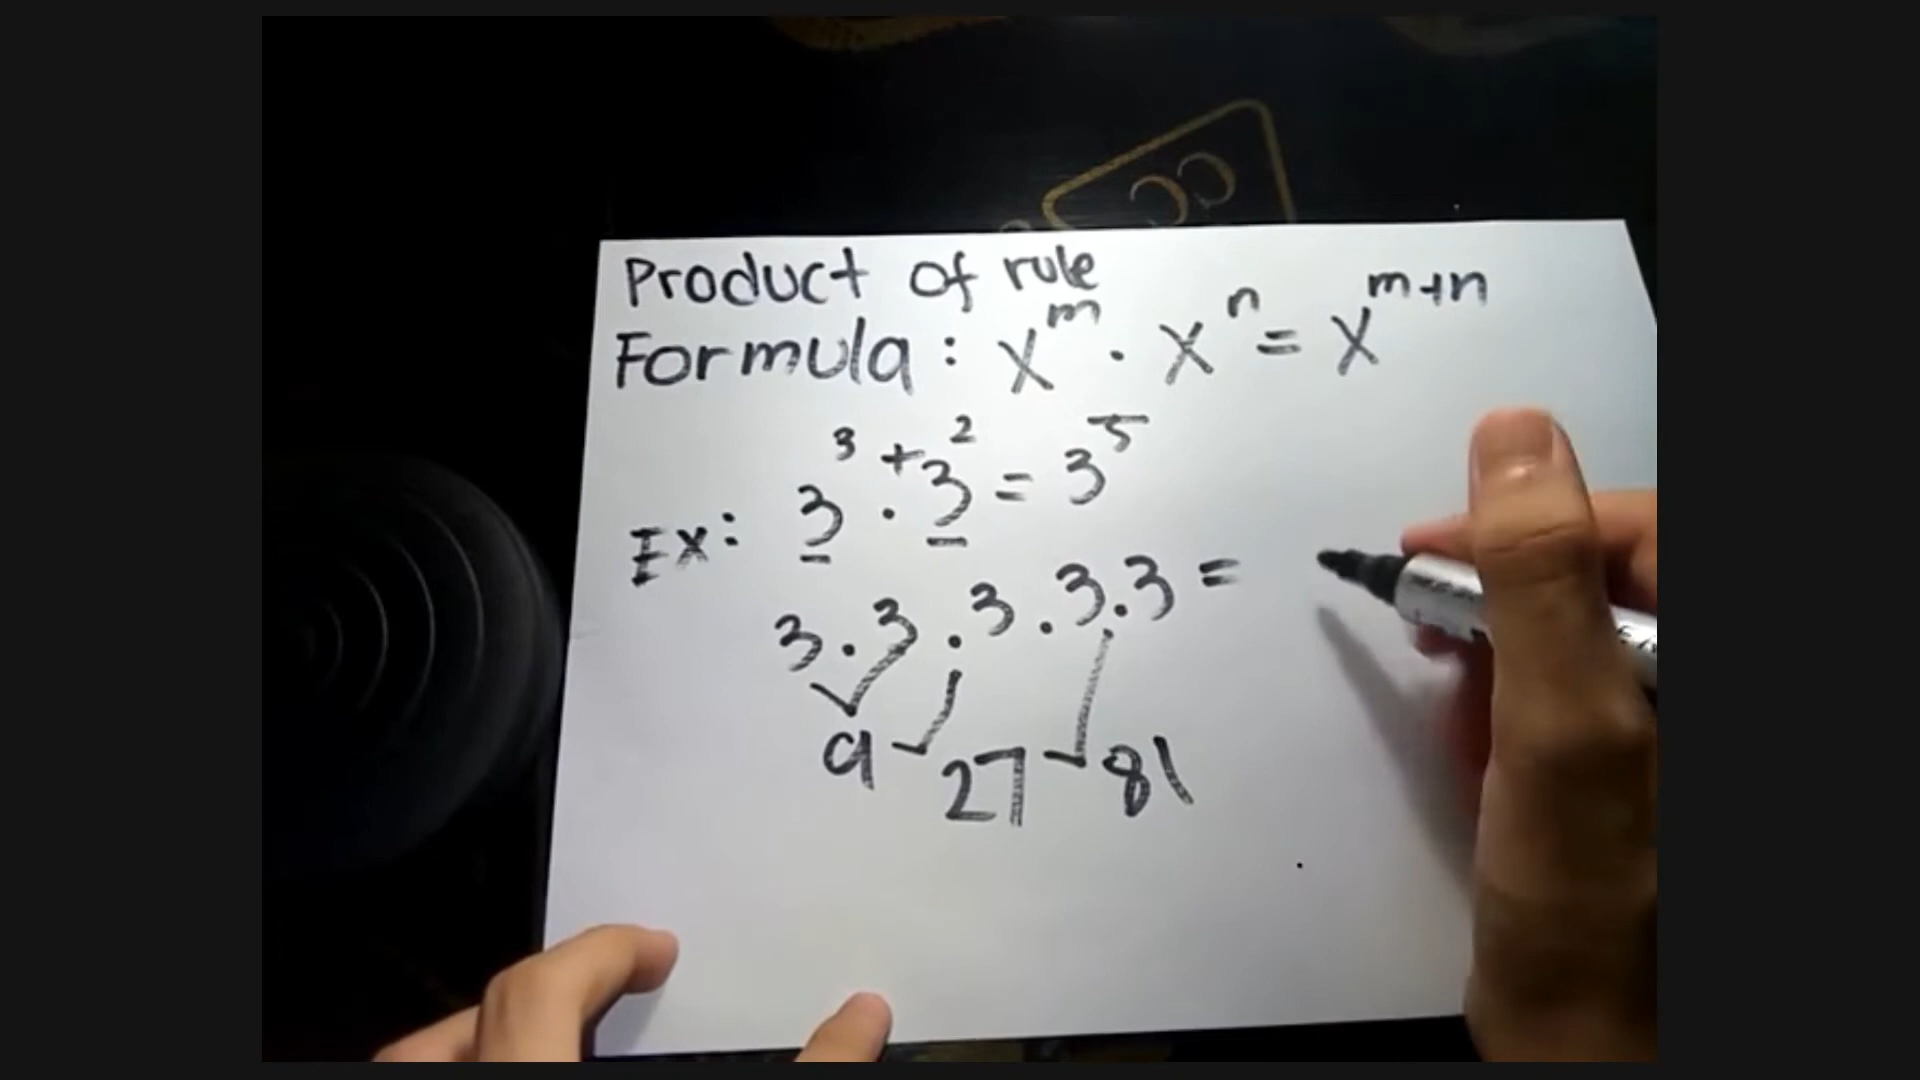 Product of rule
Formula: x^m · x^n = x^m+n
Ex: 3^3 · + 3^2 = 3^5
3 . 3 . 3 . 3 . 3 =
9 27 81